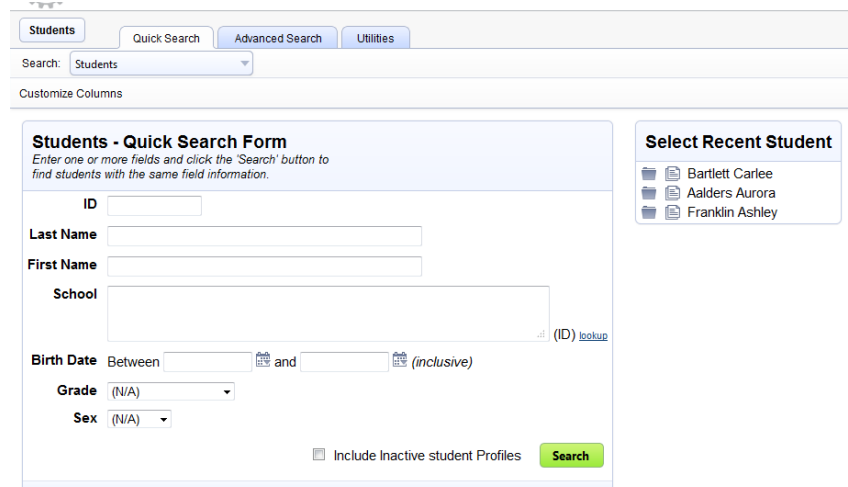 Students
Quick Search
Advanced Search
Utilities
Search: Students
Customize Columns
Students - Quick Search Form
Enter one or more fields and click the 'Search' button to
find students with the same field information.
ID
Last Name
First Name
School
(ID) lookup
Birth Date Between and (inclusive)
Grade (N/A)
Sex (N/A)
Include Inactive student Profiles Search
Select Recent Student
Bartlett Carlee
Aalders Aurora
Franklin Ashley